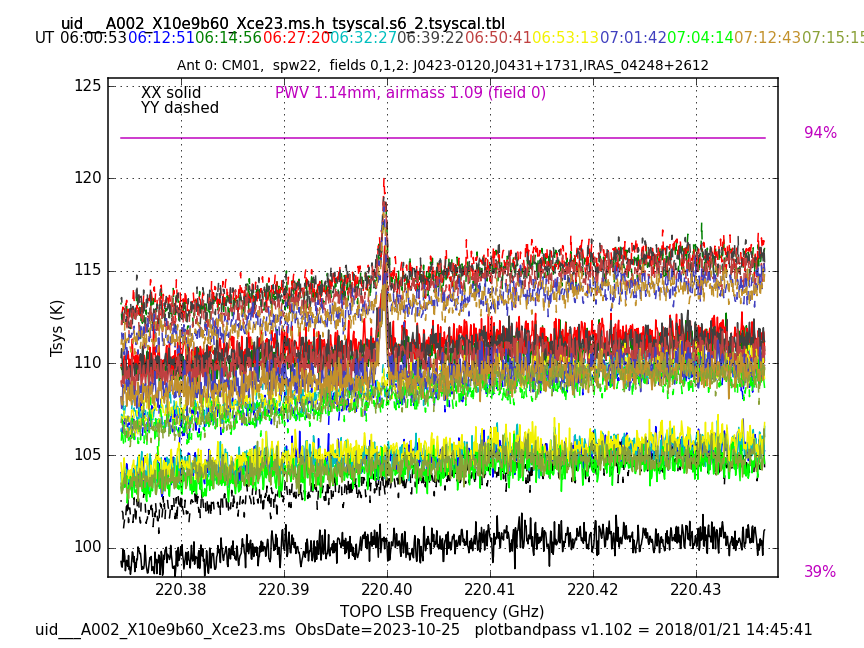 uid___A002_X10e9b60_Xce23.ms.h_tsyscal.s6_2.tsyscal.tbl
UT 06:00:53 06:12:51 06:14:56 06:27:20 06:32:27 06:39:22 06:50:41 06:53:13 07:01:42 07:04:14 07:12:43 07:15:15
Ant 0: CM01,  spw22,  fields 0,1,2: J0423-0120,J0431+1731,IRAS_04248+2612
XX solid
PWV 1.14mm, airmass 1.09 (field 0)
YY dashed
125
120
115
110
105
100
94%
39%
Tsys (K)
220.38 220.39 220.40 220.41 220.42 220.43
TOPO LSB Frequency (GHz)
uid___A002_X10e9b60_Xce23.ms  ObsDate=2023-10-25   plotbandpass v1.102 = 2018/01/21 14:45:41